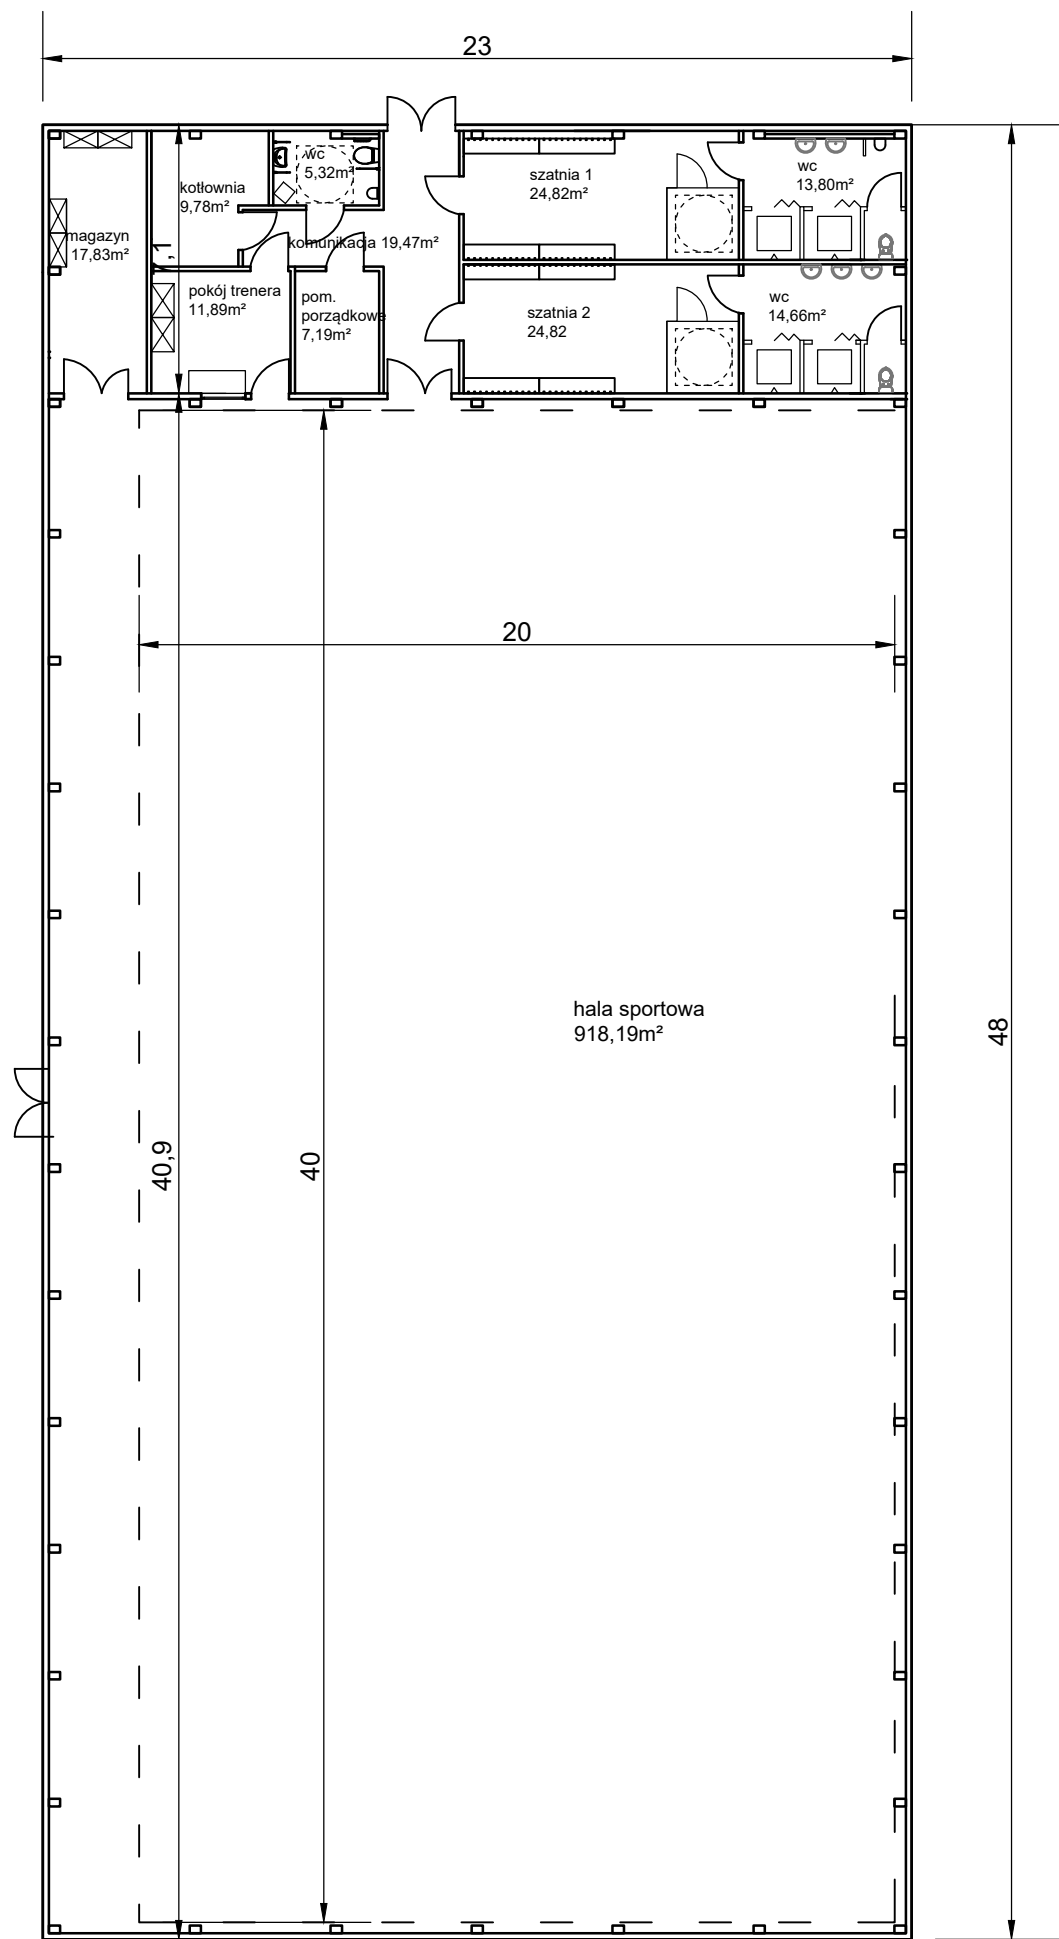 23
wc
5,32m²
szatnia 1
24,82m²
wc
13,80m²
kotłownia
9,78m²
magazyn
17,83m²
komunikacja 19,47m²
pokój trenera
11,89m²
pom.
porządkowe
7,19m²
szatnia 2
24,82
wc
14,66m²
20
hala sportowa
918,19m²
48
40,9
40